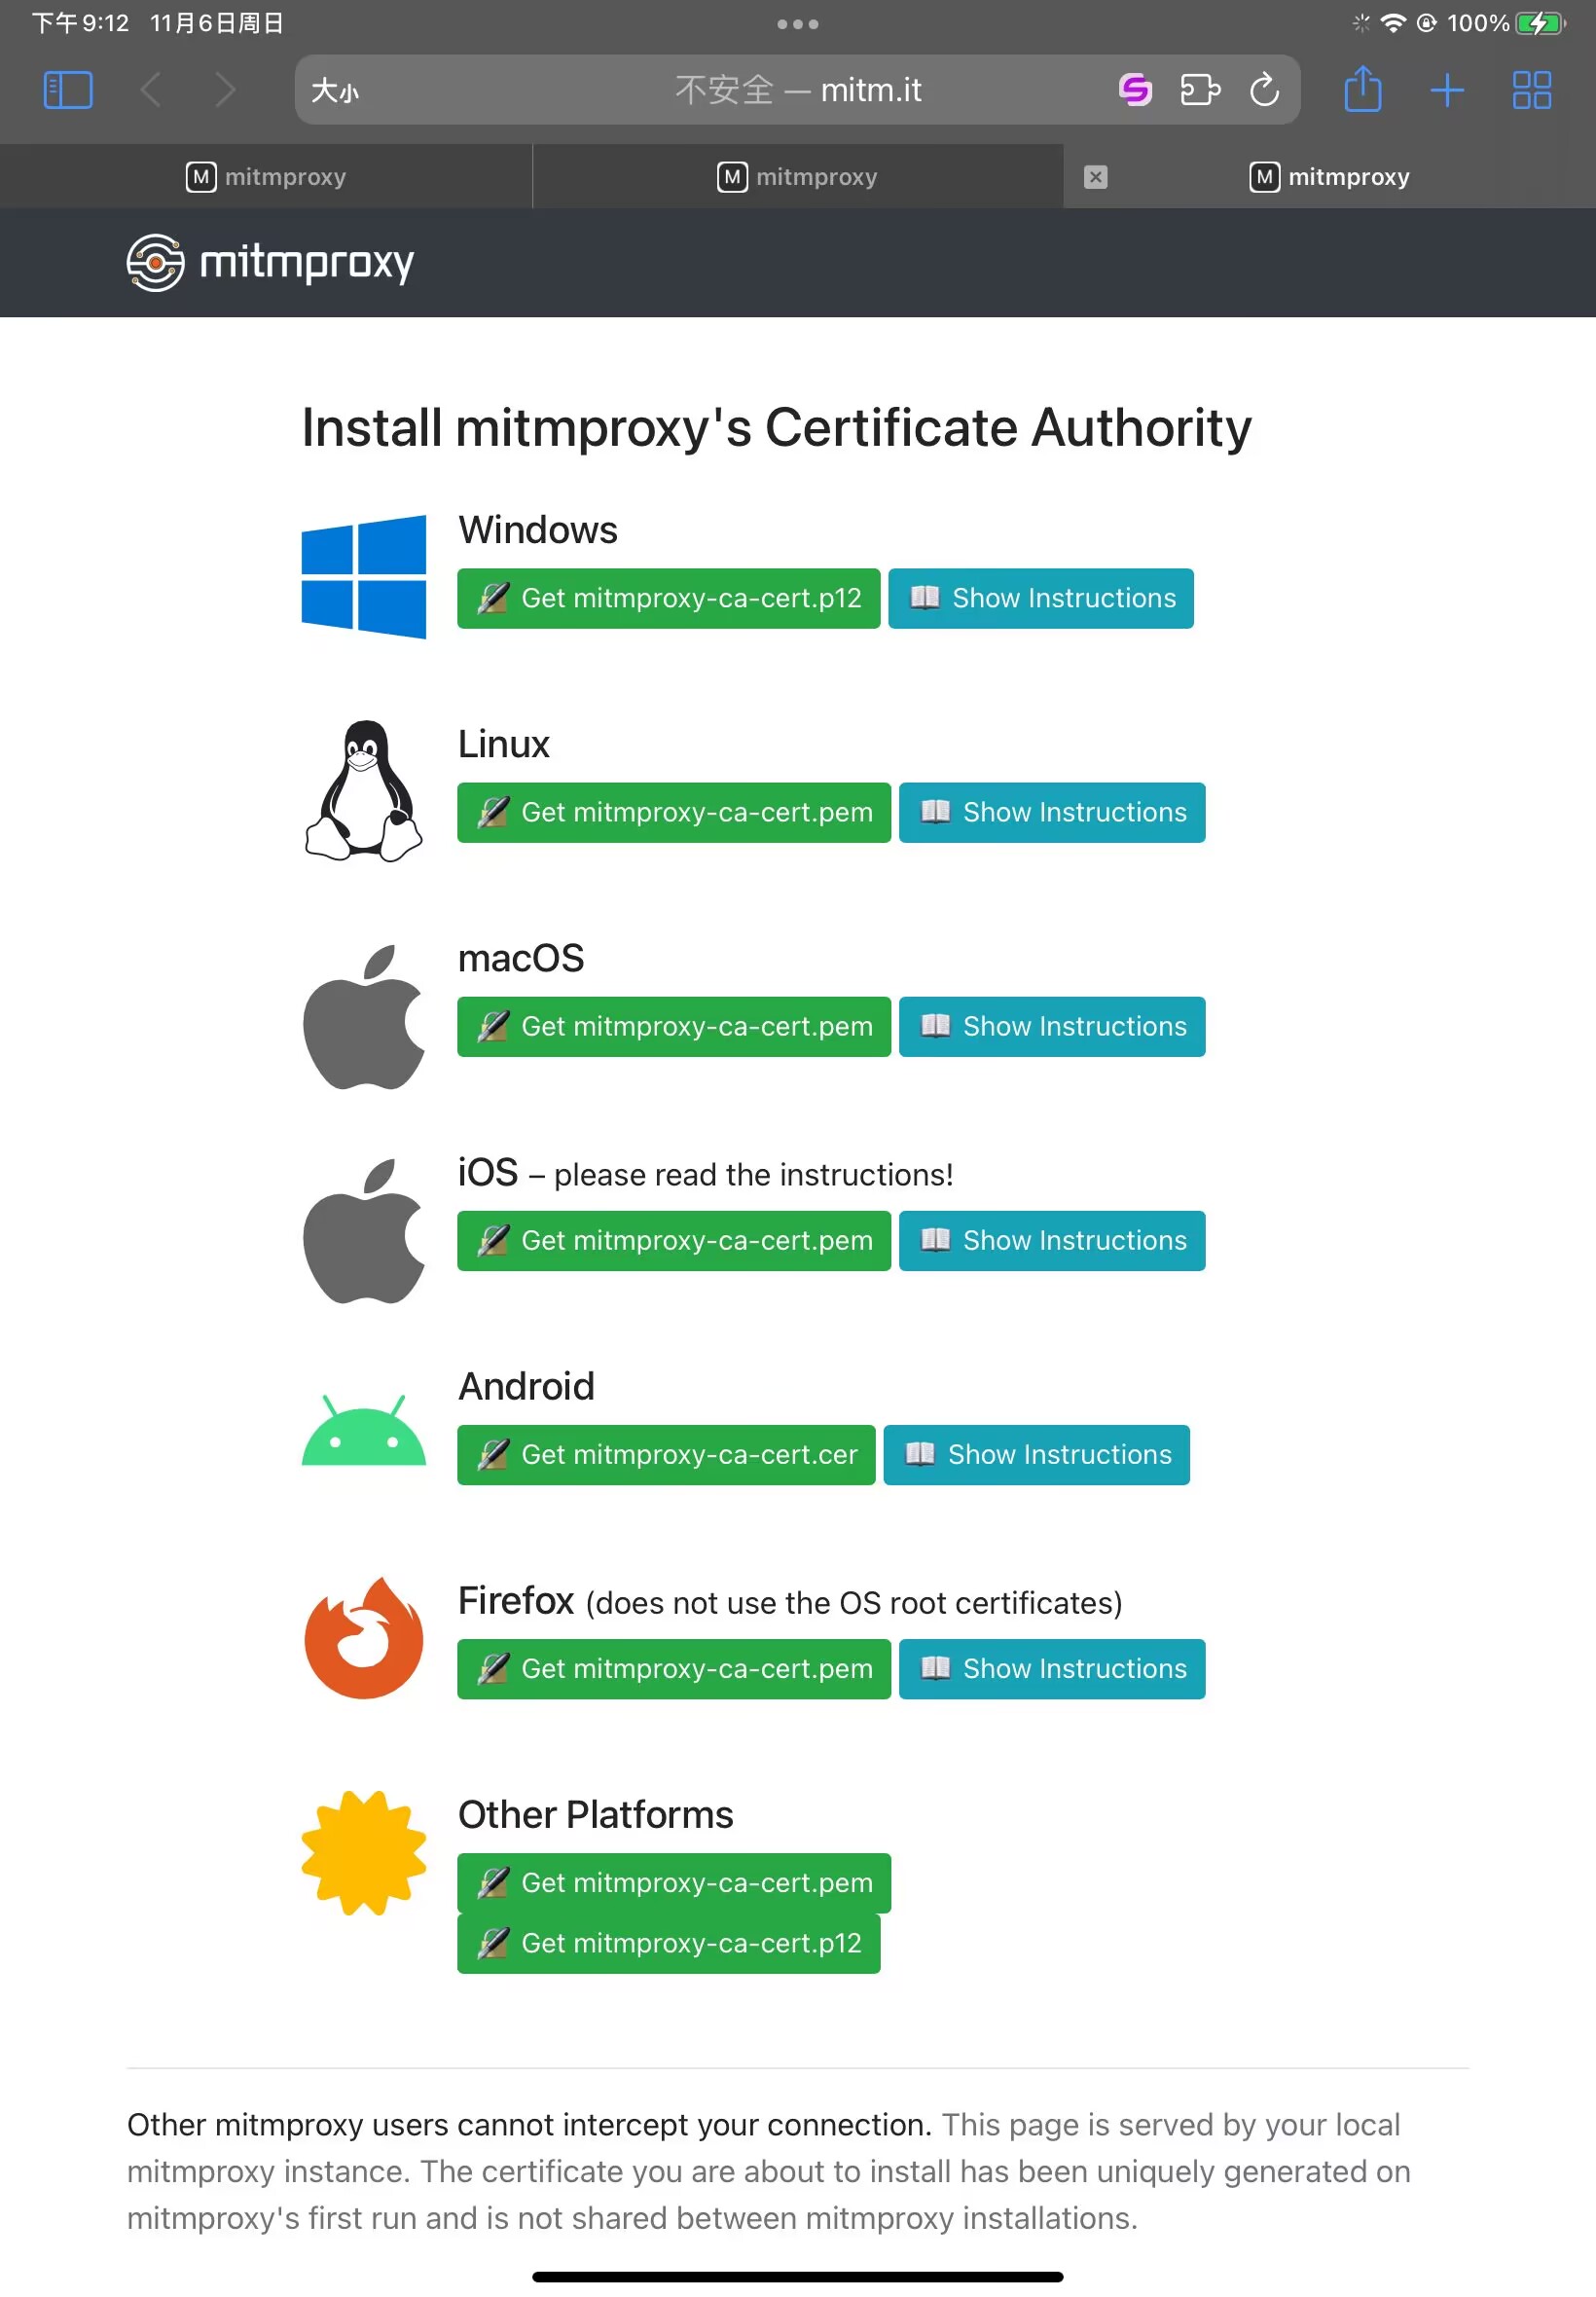 下午9:12 11月6日周日 100%
大小 不安全 — mitm.it
M mitmproxy M mitmproxy M mitmproxy
mitmproxy
Install mitmproxy's Certificate Authority
Windows
Get mitmproxy-ca-cert.p12 Show Instructions
Linux
Get mitmproxy-ca-cert.pem Show Instructions
macOS
Get mitmproxy-ca-cert.pem Show Instructions
iOS – please read the instructions!
Get mitmproxy-ca-cert.pem Show Instructions
Android
Get mitmproxy-ca-cert.cer Show Instructions
Firefox (does not use the OS root certificates)
Get mitmproxy-ca-cert.pem Show Instructions
Other Platforms
Get mitmproxy-ca-cert.pem
Get mitmproxy-ca-cert.p12
Other mitmproxy users cannot intercept your connection. This page is served by your local
mitmproxy instance. The certificate you are about to install has been uniquely generated on
mitmproxy's first run and is not shared between mitmproxy installations.